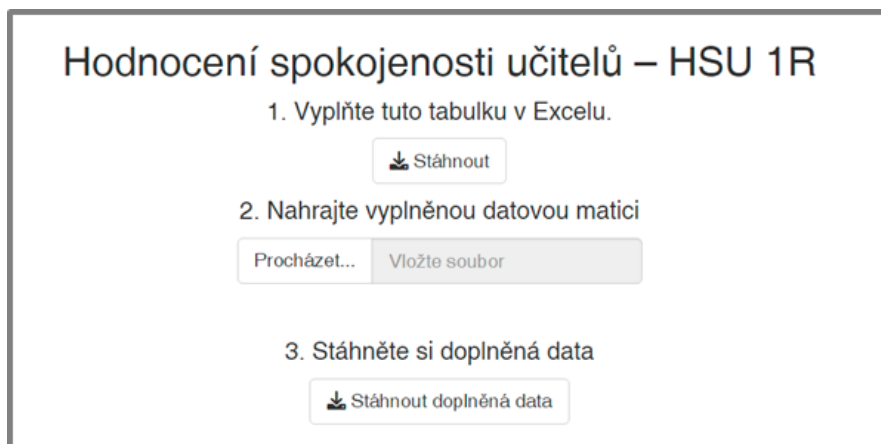 Hodnocení spokojenosti učitelů – HSU 1R
1. Vyplňte tuto tabulku v Excelu.
Stáhnout
2. Nahrajte vyplněnou datovou matici
Procházet... Vložte soubor
3. Stáhněte si doplněná data
Stáhnout doplněná data